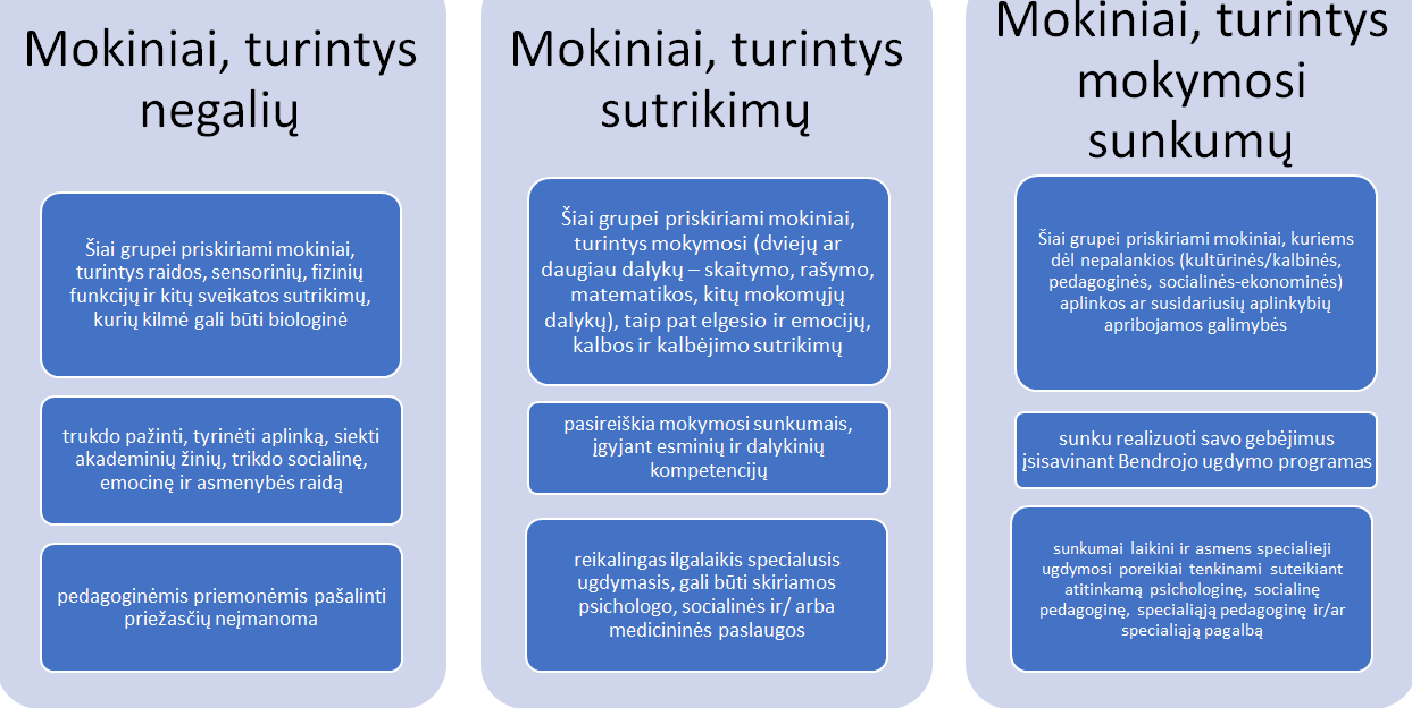 Mokiniai, turintys
negalių
Šiai grupei priskiriami mokiniai,
turintys raidos, sensorinių, fizinių
funkcijų ir kitų sveikatos sutrikimų,
kurių kilmė gali būti biologinė
trukdo pažinti, tyrinėti aplinką, siekti
akademinių žinių, trikdo socialinę,
emocinę ir asmenybės raidą
pedagoginėmis priemonėmis pašalinti
priežasčių neįmanoma
Mokiniai, turintys
sutrikimų
Šiai grupei priskiriami mokiniai,
turintys mokymosi (dviejų ar
daugiau dalykų – skaitymo, rašymo,
matematikos, kitų mokomųjų
dalykų), taip pat elgesio ir emocijų,
kalbos ir kalbėjimo sutrikimų
pasireiškia mokymosi sunkumais,
įgyjant esminių ir dalykinių
kompetencijų
reikalingas ilgalaikis specialusis
ugdymasis, gali būti skiriamos
psichologo, socialinės ir/ arba
medicininės paslaugos
Mokiniai, turintys
mokymosi
sunkumų
Šiai grupei priskiriami mokiniai, kuriems
dėl nepalankios (kultūrinės/kalbinės,
pedagoginės, socialinės-ekonominės)
aplinkos ar susidariusių aplinkybių
apribojamos galimybės
sunku realizuoti savo gebėjimus
įsisavinant Bendrojo ugdymo programas
sunkumai laikini ir asmens specialieji
ugdymosi poreikiai tenkinami suteikiant
atitinkamą psichologinę, socialinę
pedagoginę, specialiąją pedagoginę ir/ar
specialiąją pagalbą